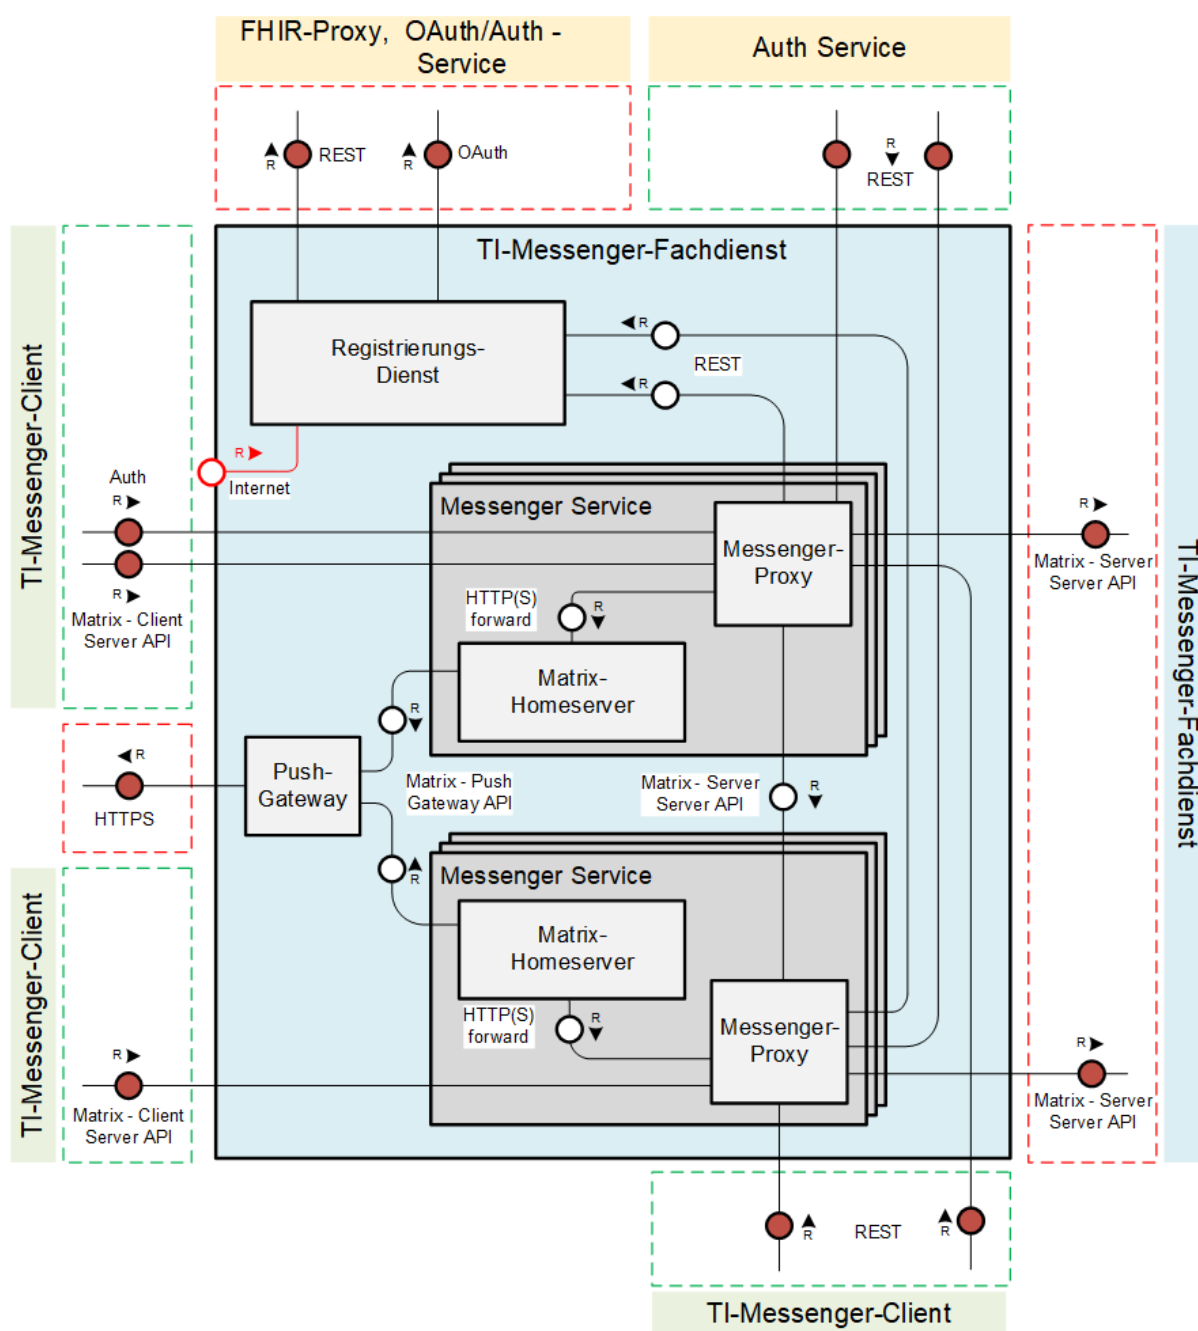 FHIR-Proxy, OAuth/Auth -
Service
Auth Service
R
REST
R
OAuth
R
REST
TI-Messenger-Fachdienst
TI-Messenger-Client
Registrierungs-
Dienst
R
REST
R
R
Internet
Auth
R
R
Matrix - Client
Server API
Messenger Service
Messenger-
Proxy
HTTP(S)
forward
R
Matrix-
Homeserver
R
Matrix - Server
Server API
TI-Messenger-Fachdienst
R
HTTPS
Push-
Gateway
R
Matrix - Push
Gateway API
R
Matrix - Server
Server API
R
TI-Messenger-Client
Messenger Service
Matrix-
Homeserver
HTTP(S)
forward
R
Messenger-
Proxy
R
Matrix - Client
Server API
R
Matrix - Server
Server API
R
REST
R
TI-Messenger-Client